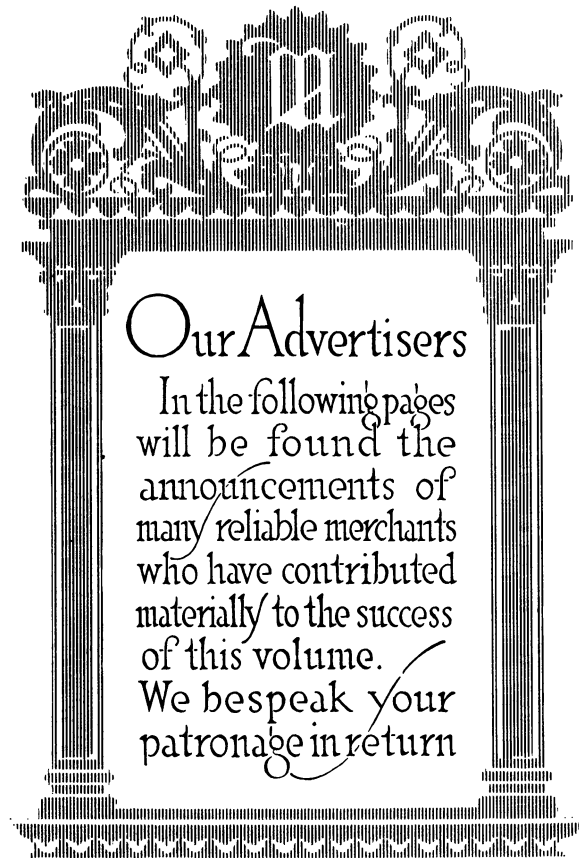 Our Advertisers
In the following pages
will be found the
announcements of
many reliable merchants
who have contributed
materially to the success
of this volume.
We bespeak your
patronage in return